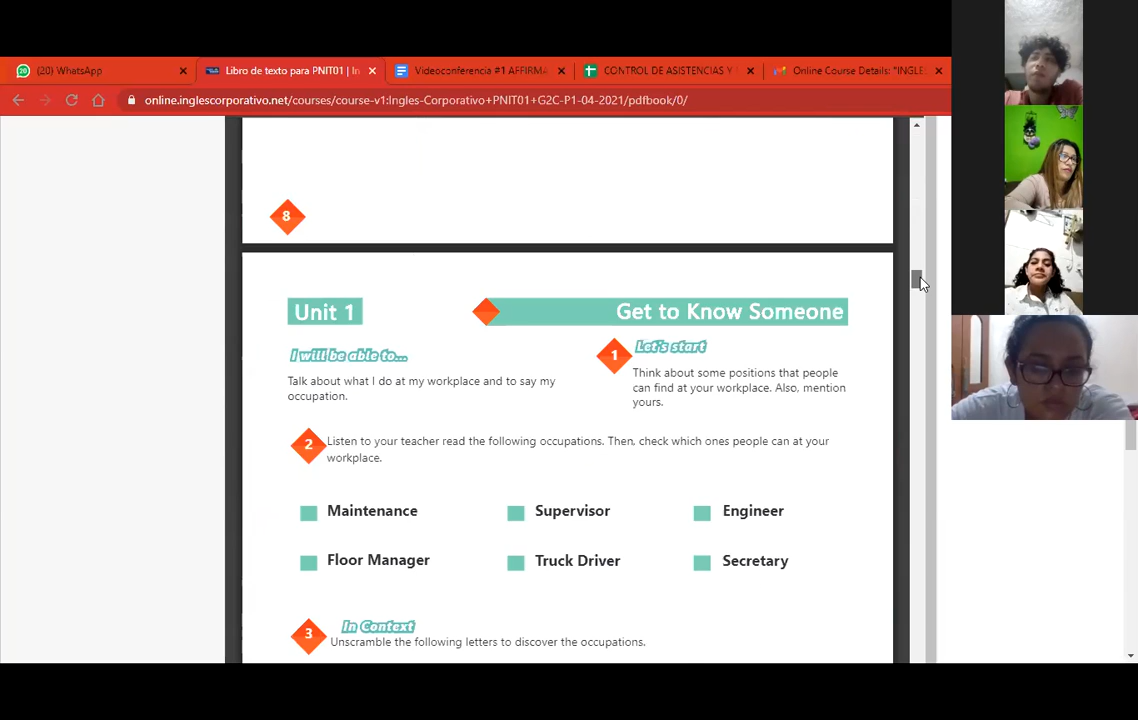 (20) WhatsApp
Libro de texto para PNIT01 | In
Videoconferencia #1 AFFIRMA
CONTROL DE ASISTENCIAS Y
Online Course Details: "INGLES
online.inglescorporativo.net/courses/course-v1:Ingles-Corporativo+PNIT01+G2C-P1-04-2021/pdfbook/0/
8
Unit 1
Get to Know Someone
I will be able to...
Talk about what I do at my workplace and to say my
occupation.
1
Let's start
Think about some positions that people
can find at your workplace. Also, mention
yours.
2
Listen to your teacher read the following occupations. Then, check which ones people can at your
workplace.
Maintenance
Supervisor
Engineer
Floor Manager
Truck Driver
Secretary
3
In Context
Unscramble the following letters to discover the occupations.